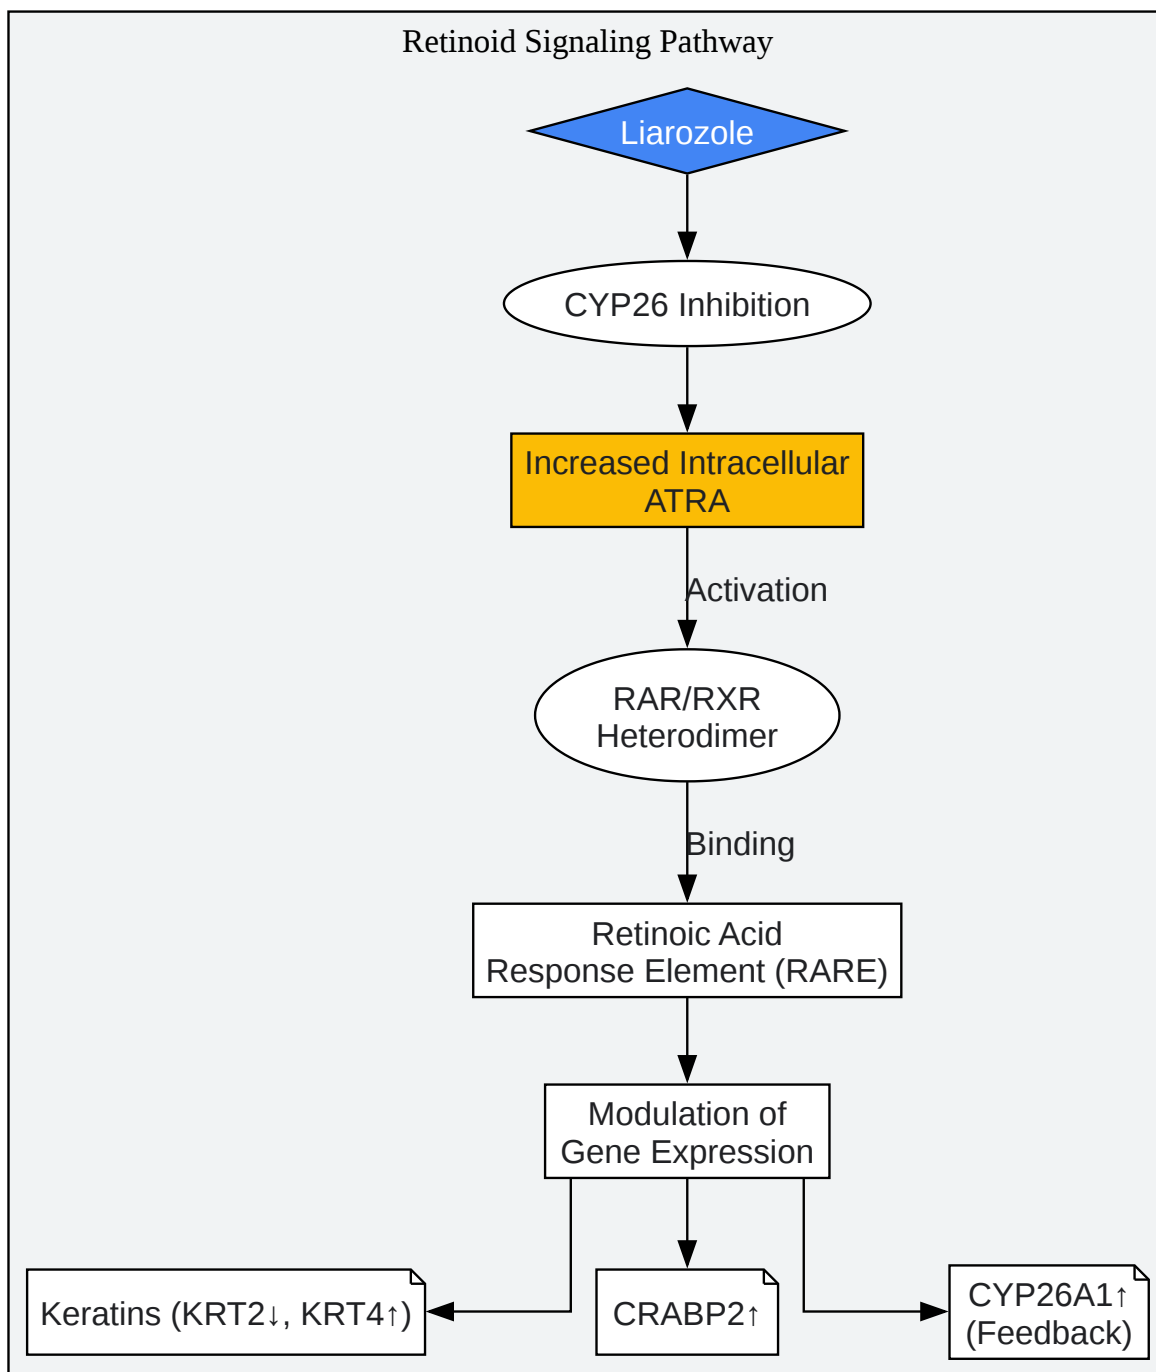 Retinoid Signaling Pathway
Liarozole
CYP26 Inhibition
Increased Intracellular
ATRA
Activation
RAR/RXR
Heterodimer
Binding
Retinoic Acid
Response Element (RARE)
Modulation of
Gene Expression
Keratins (KRT2↓, KRT4↑)
CRABP2↑
CYP26A1↑
(Feedback)